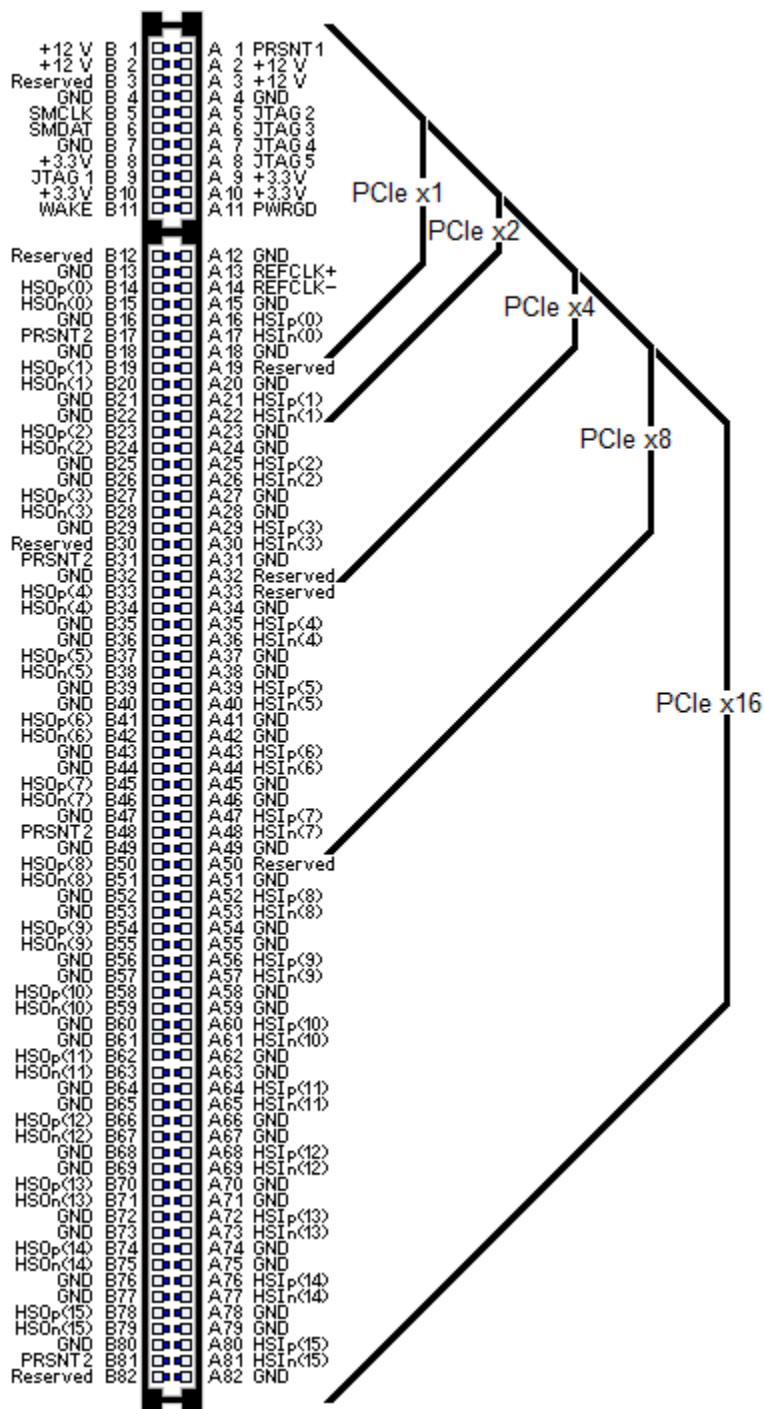 +12 V B 1 A 1 PRSNT1
+12 V B 2 A 2 +12 V
Reserved B 3 A 3 +12 V
GND B 4 A 4 GND
SMCLK B 5 A 5 JTAG2
SMDAT B 6 A 6 JTAG3
GND B 7 A 7 JTAG4
+3.3V B 8 A 8 JTAG5
JTAG1 B 9 A 9 +3.3V
+3.3V B10 A10 +3.3V
WAKE B11 A11 PWRGD
PCIe x1
PCIe x2
Reserved B12 A12 GND
GND B13 A13 REFCLK+
HSOp(0) B14 A14 REFCLK-
HSOn(0) B15 A15 GND
PCIe x4
GND B16 A16 HSIp(0)
PRSNT2 B17 A17 HSIn(0)
GND B18 A18 GND
HSOp(1) B19 A19 Reserved
HSOn(1) B20 A20 GND
GND B21 A21 HSIp(1)
GND B22 A22 HSIn(1)
HSOp(2) B23 A23 GND
PCIe x8
HSOn(2) B24 A24 GND
GND B25 A25 HSIp(2)
GND B26 A26 HSIn(2)
HSOp(3) B27 A27 GND
HSOn(3) B28 A28 GND
GND B29 A29 HSIp(3)
Reserved B30 A30 HSIn(3)
PRSNT2 B31 A31 GND
GND B32 A32 Reserved
HSOp(4) B33 A33 Reserved
HSOn(4) B34 A34 GND
GND B35 A35 HSIp(4)
GND B36 A36 HSIn(4)
HSOp(5) B37 A37 GND
HSOn(5) B38 A38 GND
GND B39 A39 HSIp(5)
GND B40 A40 HSIn(5)
PCIe x16
HSOp(6) B41 A41 GND
HSOn(6) B42 A42 GND
GND B43 A43 HSIp(6)
GND B44 A44 HSIn(6)
HSOp(7) B45 A45 GND
HSOn(7) B46 A46 GND
GND B47 A47 HSIp(7)
PRSNT2 B48 A48 HSIn(7)
GND B49 A49 GND
HSOp(8) B50 A50 Reserved
HSOn(8) B51 A51 GND
GND B52 A52 HSIp(8)
GND B53 A53 HSIn(8)
HSOp(9) B54 A54 GND
HSOn(9) B55 A55 GND
GND B56 A56 HSIp(9)
GND B57 A57 HSIn(9)
HSOp(10) B58 A58 GND
HSOn(10) B59 A59 GND
GND B60 A60 HSIp(10)
GND B61 A61 HSIn(10)
HSOp(11) B62 A62 GND
HSOn(11) B63 A63 GND
GND B64 A64 HSIp(11)
GND B65 A65 HSIn(11)
HSOp(12) B66 A66 GND
HSOn(12) B67 A67 GND
GND B68 A68 HSIp(12)
GND B69 A69 HSIn(12)
HSOp(13) B70 A70 GND
HSOn(13) B71 A71 GND
GND B72 A72 HSIp(13)
GND B73 A73 HSIn(13)
HSOp(14) B74 A74 GND
HSOn(14) B75 A75 GND
GND B76 A76 HSIp(14)
GND B77 A77 HSIn(14)
HSOp(15) B78 A78 GND
HSOn(15) B79 A79 GND
GND B80 A80 HSIp(15)
PRSNT2 B81 A81 HSIn(15)
Reserved B82 A82 GND